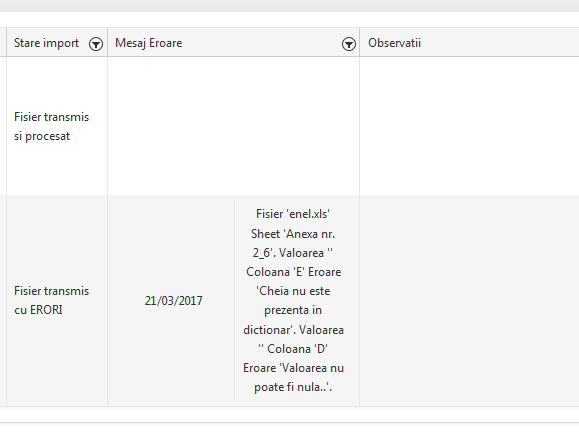 Stare import
Mesaj Eroare
Observatii
Fisier transmis
si procesat
Fisier transmis
cu ERORI
21/03/2017
Fisier 'enel.xls'
Sheet 'Anexa nr.
2_6'. Valoarea ''
Coloana 'E' Eroare
'Cheia nu este
prezenta in
dictionar'. Valoarea
'' Coloana 'D'
Eroare 'Valoarea nu
poate fi nula..'.